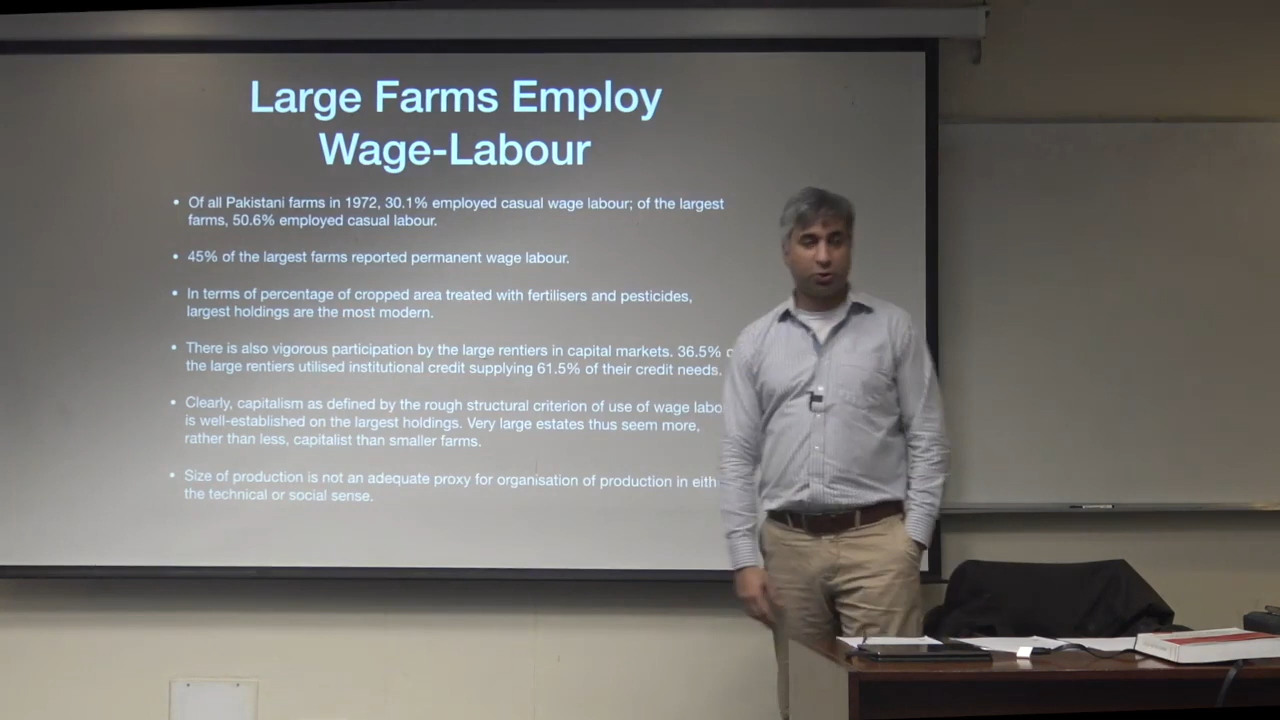 Large Farms Employ
Wage-Labour
• Of all Pakistani farms in 1972, 30.1% employed casual wage labour; of the largest
farms, 50.6% employed casual labour.
• 45% of the largest farms reported permanent wage labour.
• In terms of percentage of cropped area treated with fertilisers and pesticides,
largest holdings are the most modern.
• There is also vigorous participation by the large rentiers in capital markets. 36.5%
the large rentiers utilised institutional credit supplying 61.5% of their credit needs.
• Clearly, capitalism as defined by the rough structural criterion of use of wage
is well-established on the largest holdings. Very large estates thus seem more,
rather than less, capitalist than smaller farms.
• Size of production is not an adequate proxy for organisation of production in
the technical or social sense.